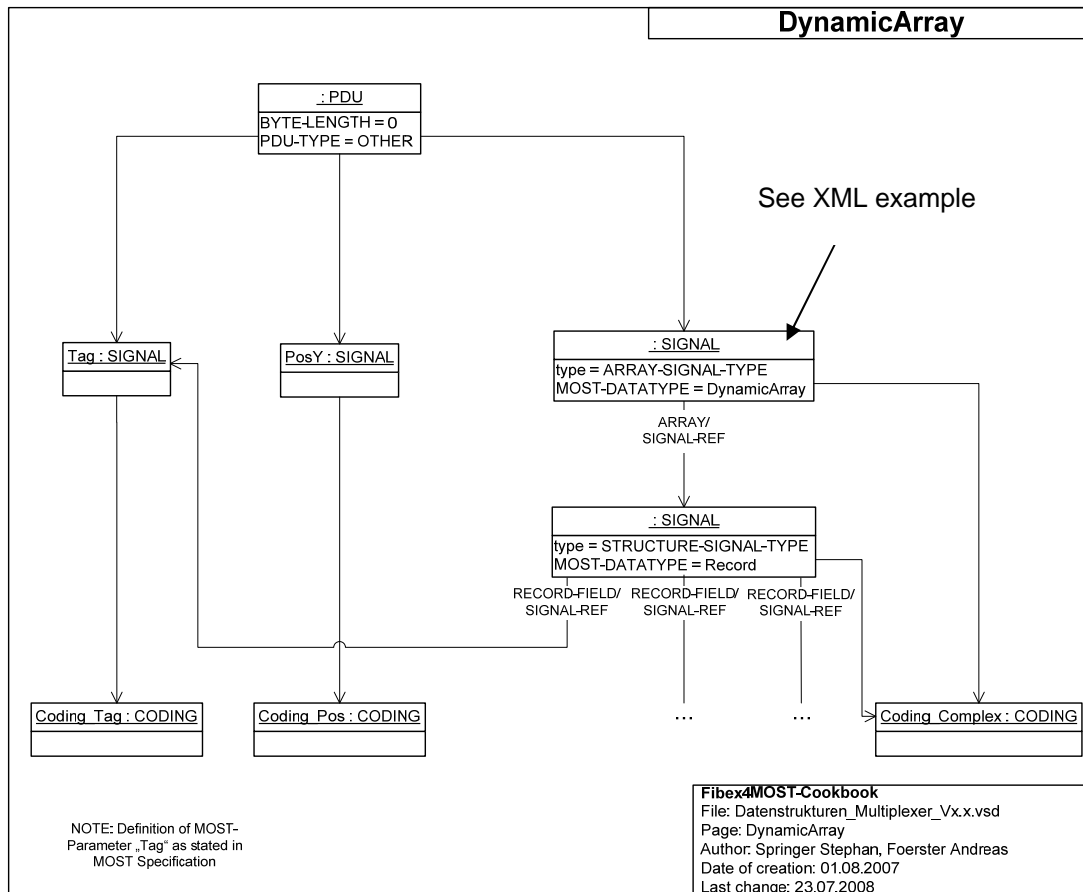 DynamicArray
: PDU
BYTE-LENGTH = 0
PDU-TYPE = OTHER
See XML example
Tag : SIGNAL
PosY : SIGNAL
: SIGNAL
type = ARRAY-SIGNAL-TYPE
MOST-DATATYPE = DynamicArray
ARRAY/
SIGNAL-REF
: SIGNAL
type = STRUCTURE-SIGNAL-TYPE
MOST-DATATYPE = Record
RECORD-FIELD/
SIGNAL-REF
RECORD-FIELD/
SIGNAL-REF
RECORD-FIELD/
SIGNAL-REF
Coding_Tag : CODING
Coding_Pos : CODING
...
...
Coding_Complex : CODING
NOTE: Definition of MOST-
Parameter „Tag“ as stated in
MOST Specification
Fibex4MOST-Cookbook
File: Datenstrukturen_Multiplexer_Vx.x.vsd
Page: DynamicArray
Author: Springer Stephan, Foerster Andreas
Date of creation: 01.08.2007
Last change: 23.07.2008